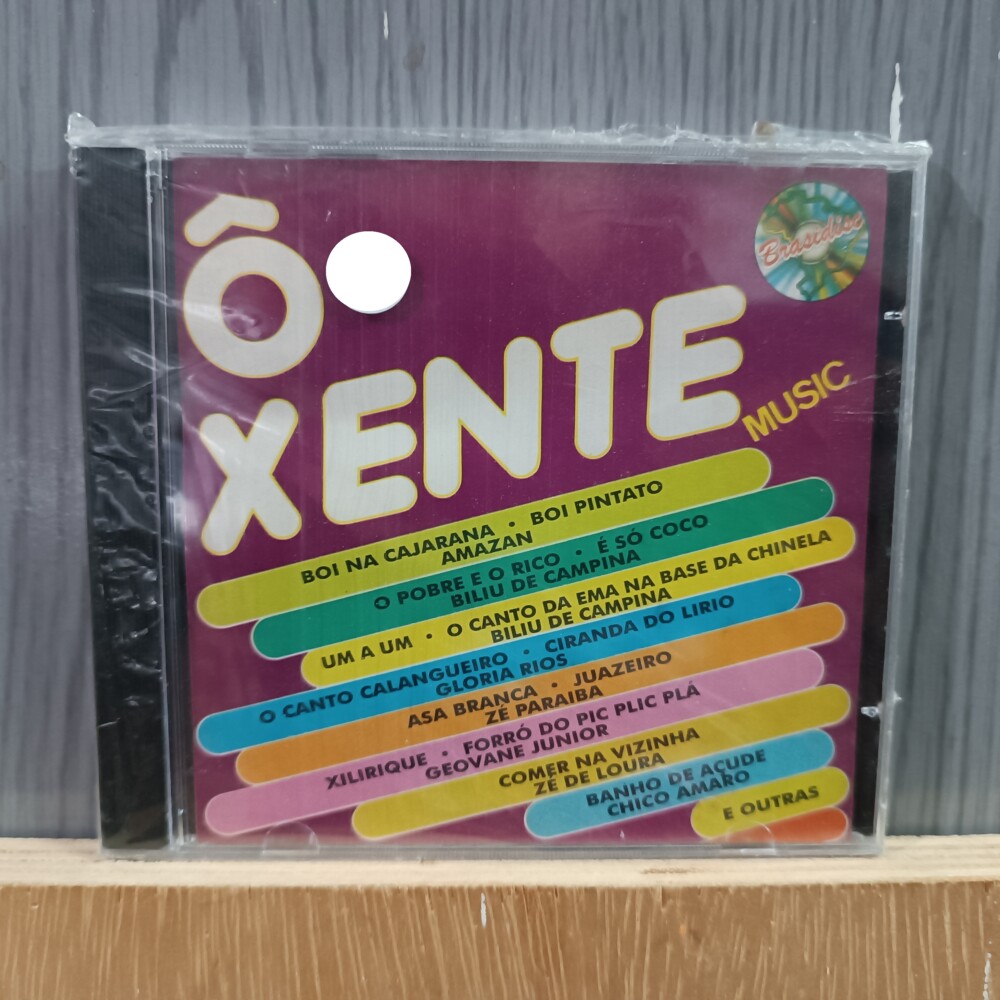 Ô
XENTE
MUSIC
Brasidisc
BOI NA CAJARANA • BOI PINTATO
AMAZAN
O POBRE E O RICO • É SÓ COCO
BILIU DE CAMPINA
UM A UM • O CANTO DA EMA NA BASE DA CHINELA
BILIU DE CAMPINA
O CANTO CALANGUEIRO • CIRANDA DO LIRIO
GLORIA RIOS
ASA BRANCA • JUAZEIRO
ZÉ PARAIBA
XILIRIQUE • FORRÓ DO PIC PLIC PLÁ
GEOVANE JUNIOR
COMER NA VIZINHA
ZÉ DE LOURA
BANHO DE AÇUDE
CHICO AMARO
E OUTRAS